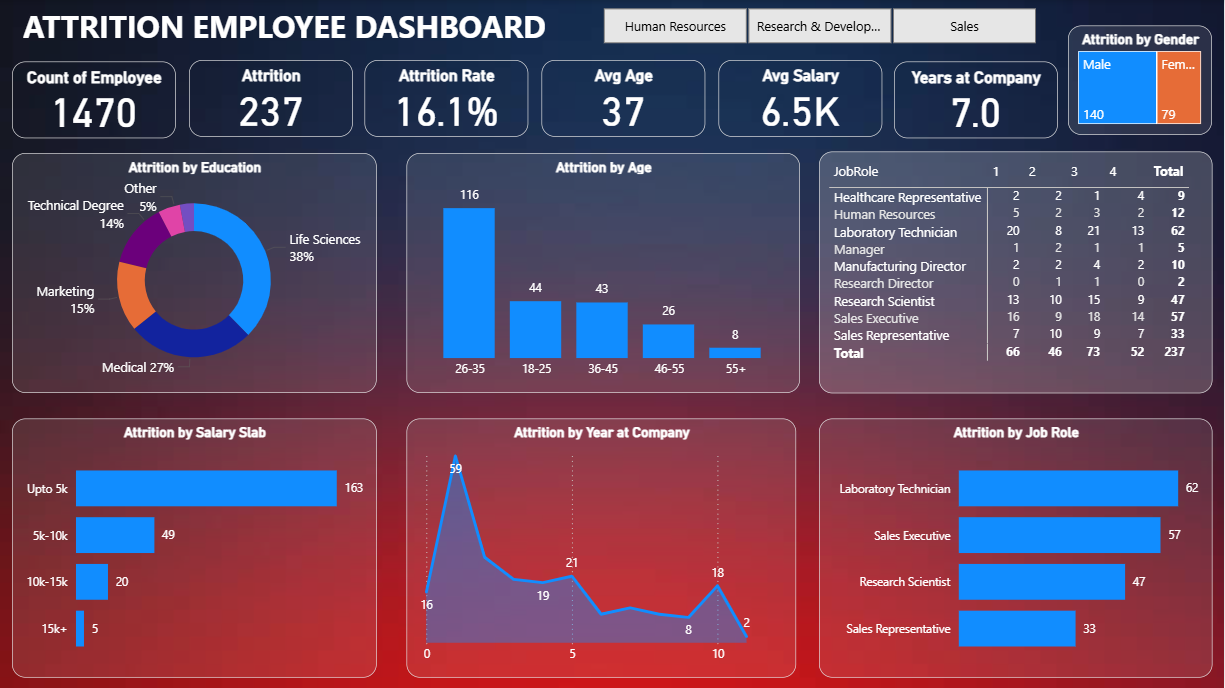 ATTRITION EMPLOYEE DASHBOARD
Human Resources
Research & Develop...
Sales
Attrition by Gender
Male
Fem...
140
79
Count of Employee
1470
Attrition
237
Attrition Rate
16.1%
Avg Age
37
Avg Salary
6.5K
Years at Company
7.0
Attrition by Education
Other
5%
Technical Degree
14%
Life Sciences
38%
Marketing
15%
Medical 27%
Attrition by Age
116
44
43
26
8
26-35
18-25
36-45
46-55
55+
JobRole 1 2 3 4 Total
Healthcare Representative 2 2 1 4 9
Human Resources 5 2 3 2 12
Laboratory Technician 20 8 21 13 62
Manager 1 2 1 1 5
Manufacturing Director 2 2 4 2 10
Research Director 0 1 1 0 2
Research Scientist 13 10 15 9 47
Sales Executive 16 9 18 14 57
Sales Representative 7 10 9 7 33
Total 66 46 73 52 237
Attrition by Salary Slab
Upto 5k 163
5k-10k 49
10k-15k 20
15k+ 5
Attrition by Year at Company
59
16
19
21
8
18
2
0
5
10
Attrition by Job Role
Laboratory Technician 62
Sales Executive 57
Research Scientist 47
Sales Representative 33